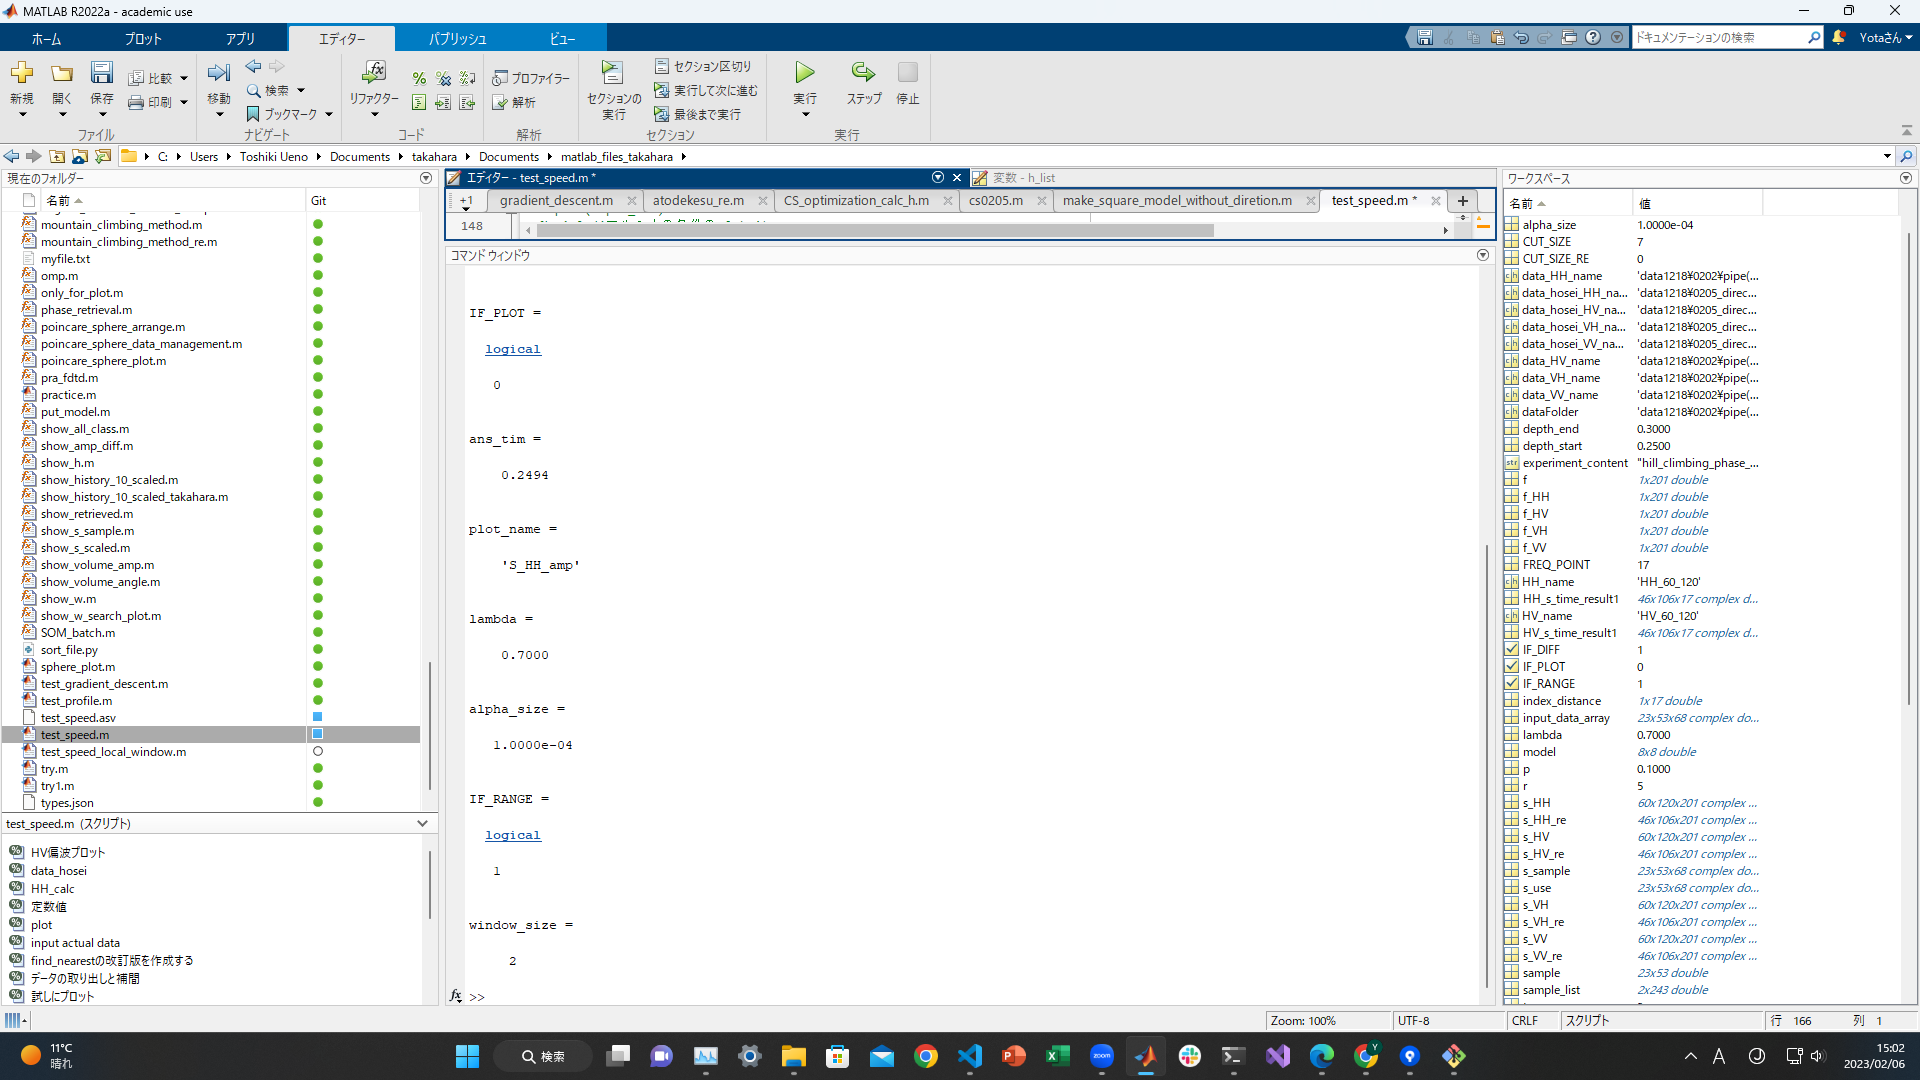 MATLAB R2022a - academic use
ホーム プロット アプリ エディター パブリッシュ ビュー
ドキュメンテーションの検索 Yotaさん
新規 開く 保存 比較 印刷 ファイル
移動 検索 ブックマーク ナビゲート
リファクター コード
プロファイラー 解析 解析
セクションの実行 セクション区切り 実行して次に進む 最後まで実行 セクション
実行 ステップ 停止 実行
C: Users Toshiki Ueno Documents takahara Documents matlab_files_takahara
現在のフォルダー
名前 Git
mountain_climbing_method.m
mountain_climbing_method_re.m
myfile.txt
omp.m
only_for_plot.m
phase_retrieval.m
poincare_sphere_arrange.m
poincare_sphere_data_management.m
poincare_sphere_plot.m
pra_fdtd.m
practice.m
put_model.m
show_all_class.m
show_amp_diff.m
show_h.m
show_history_10_scaled.m
show_history_10_scaled_takahara.m
show_retrieved.m
show_s_sample.m
show_s_scaled.m
show_volume_amp.m
show_volume_angle.m
show_w.m
show_w_search_plot.m
SOM_batch.m
sort_file.py
sphere_plot.m
test_gradient_descent.m
test_profile.m
test_speed.asv
test_speed.m
test_speed_local_window.m
try.m
try1.m
types.json
test_speed.m (スクリプト)
HV偏波プロット
data_hosei
HH_calc
定数値
plot
input actual data
find_nearestの改訂版を作成する
データの取り出しと補間
試しにプロット
エディター - test_speed.m *
変数 - h_list
+1 gradient_descent.m atodekesu_re.m CS_optimization_calc_h.m cs0205.m make_square_model_without_diretion.m test_speed.m * +
148
コマンド ウィンドウ
IF_PLOT =
logical
0
ans_tim =
0.2494
plot_name =
'S_HH_amp'
lambda =
0.7000
alpha_size =
1.0000e-04
IF_RANGE =
logical
1
window_size =
2
fx >>
ワークスペース
名前 値
alpha_size 1.0000e-04
CUT_SIZE 7
CUT_SIZE_RE 0
data_HH_name 'data1218¥0202¥pipe(...
data_hosei_HH_na... 'data1218¥0205_direc...
data_hosei_HV_na... 'data1218¥0205_direc...
data_hosei_VH_na... 'data1218¥0205_direc...
data_hosei_VV_na... 'data1218¥0205_direc...
data_HV_name 'data1218¥0202¥pipe(...
data_VH_name 'data1218¥0202¥pipe(...
data_VV_name 'data1218¥0202¥pipe(...
dataFolder 'data1218¥0202¥pipe(...
depth_end 0.3000
depth_start 0.2500
experiment_content "hill_climbing_phase_...
f 1x201 double
f_HH 1x201 double
f_HV 1x201 double
f_VH 1x201 double
f_VV 1x201 double
FREQ_POINT 17
HH_name 'HH_60_120'
HH_s_time_result1 46x106x17 complex d...
HV_name 'HV_60_120'
HV_s_time_result1 46x106x17 complex d...
IF_DIFF 1
IF_PLOT 0
IF_RANGE 1
index_distance 1x17 double
input_data_array 23x53x68 complex do...
lambda 0.7000
model 8x8 double
p 0.1000
r 5
s_HH 60x120x201 complex ...
s_HH_re 46x106x201 complex ...
s_HV 60x120x201 complex ...
s_HV_re 46x106x201 complex ...
s_sample 23x53x68 complex do...
s_use 23x53x68 complex do...
s_VH 60x120x201 complex ...
s_VH_re 46x106x201 complex ...
s_VV 60x120x201 complex ...
s_VV_re 46x106x201 complex ...
sample 23x53 double
sample_list 2x243 double
Zoom: 100% UTF-8 CRLF スクリプト 行 166 列 1
11°C
晴れ
検索
15:02
2023/02/06